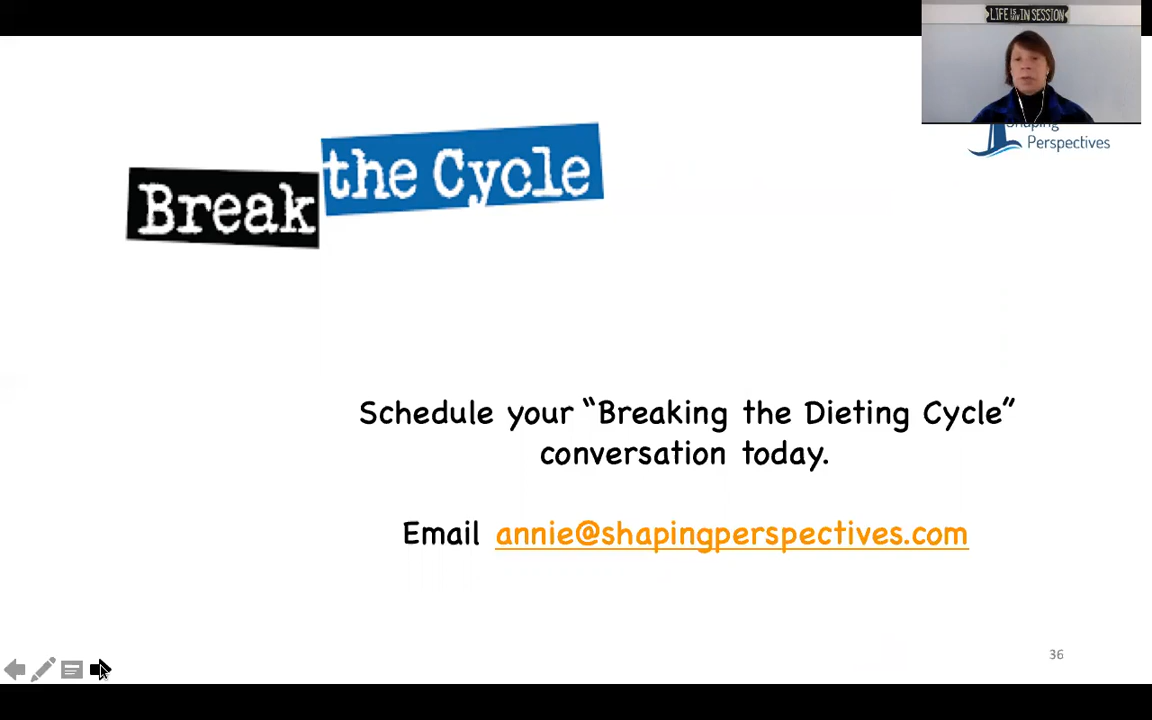 LIFE IS IN SESSION
Shaping
Perspectives
Break the Cycle
Schedule your “Breaking the Dieting Cycle”
conversation today.
Email annie@shapingperspectives.com
36